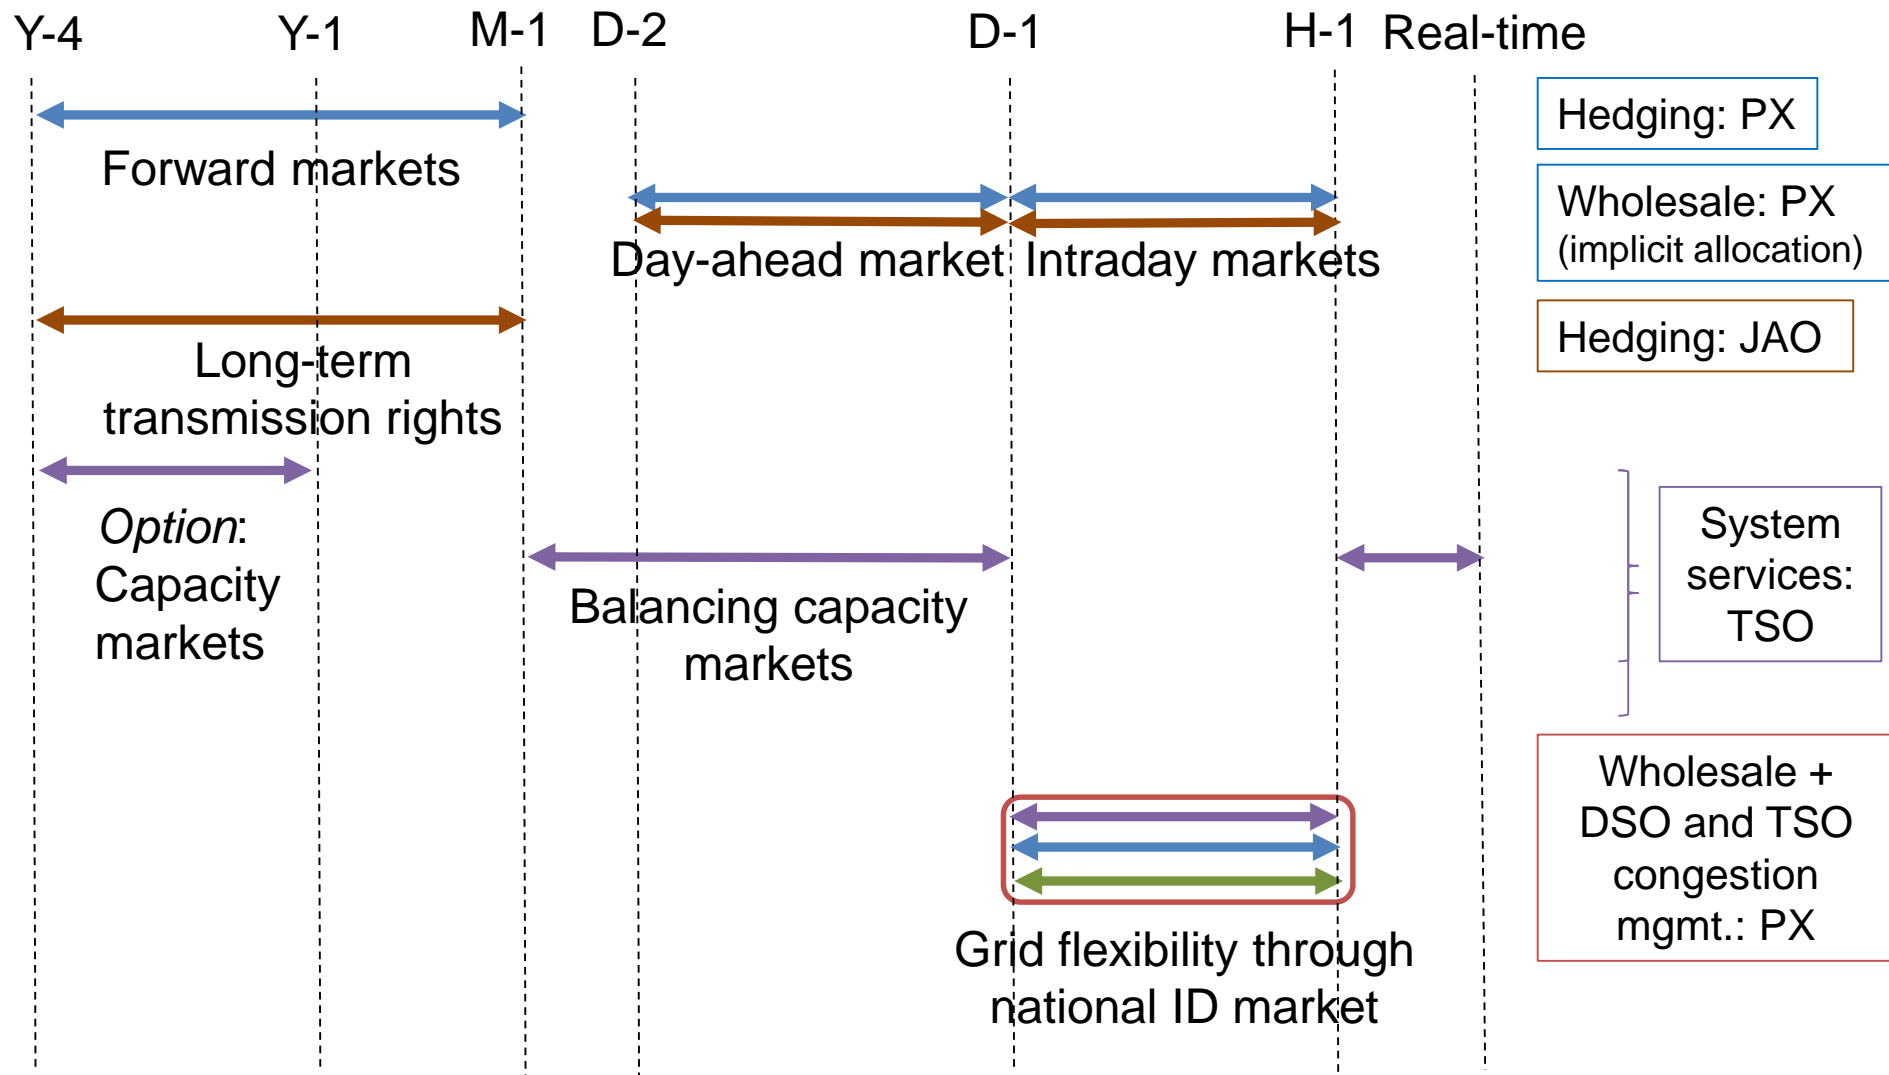 Y-4
Y-1
M-1
D-2
D-1
H-1
Real-time
Forward markets
Day-ahead market
Intraday markets
Long-term
transmission rights
Option:
Capacity
markets
Balancing capacity
markets
Grid flexibility through
national ID market
Hedging: PX
Wholesale: PX
(implicit allocation)
Hedging: JAO
System
services:
TSO
Wholesale +
DSO and TSO
congestion
mgmt.: PX